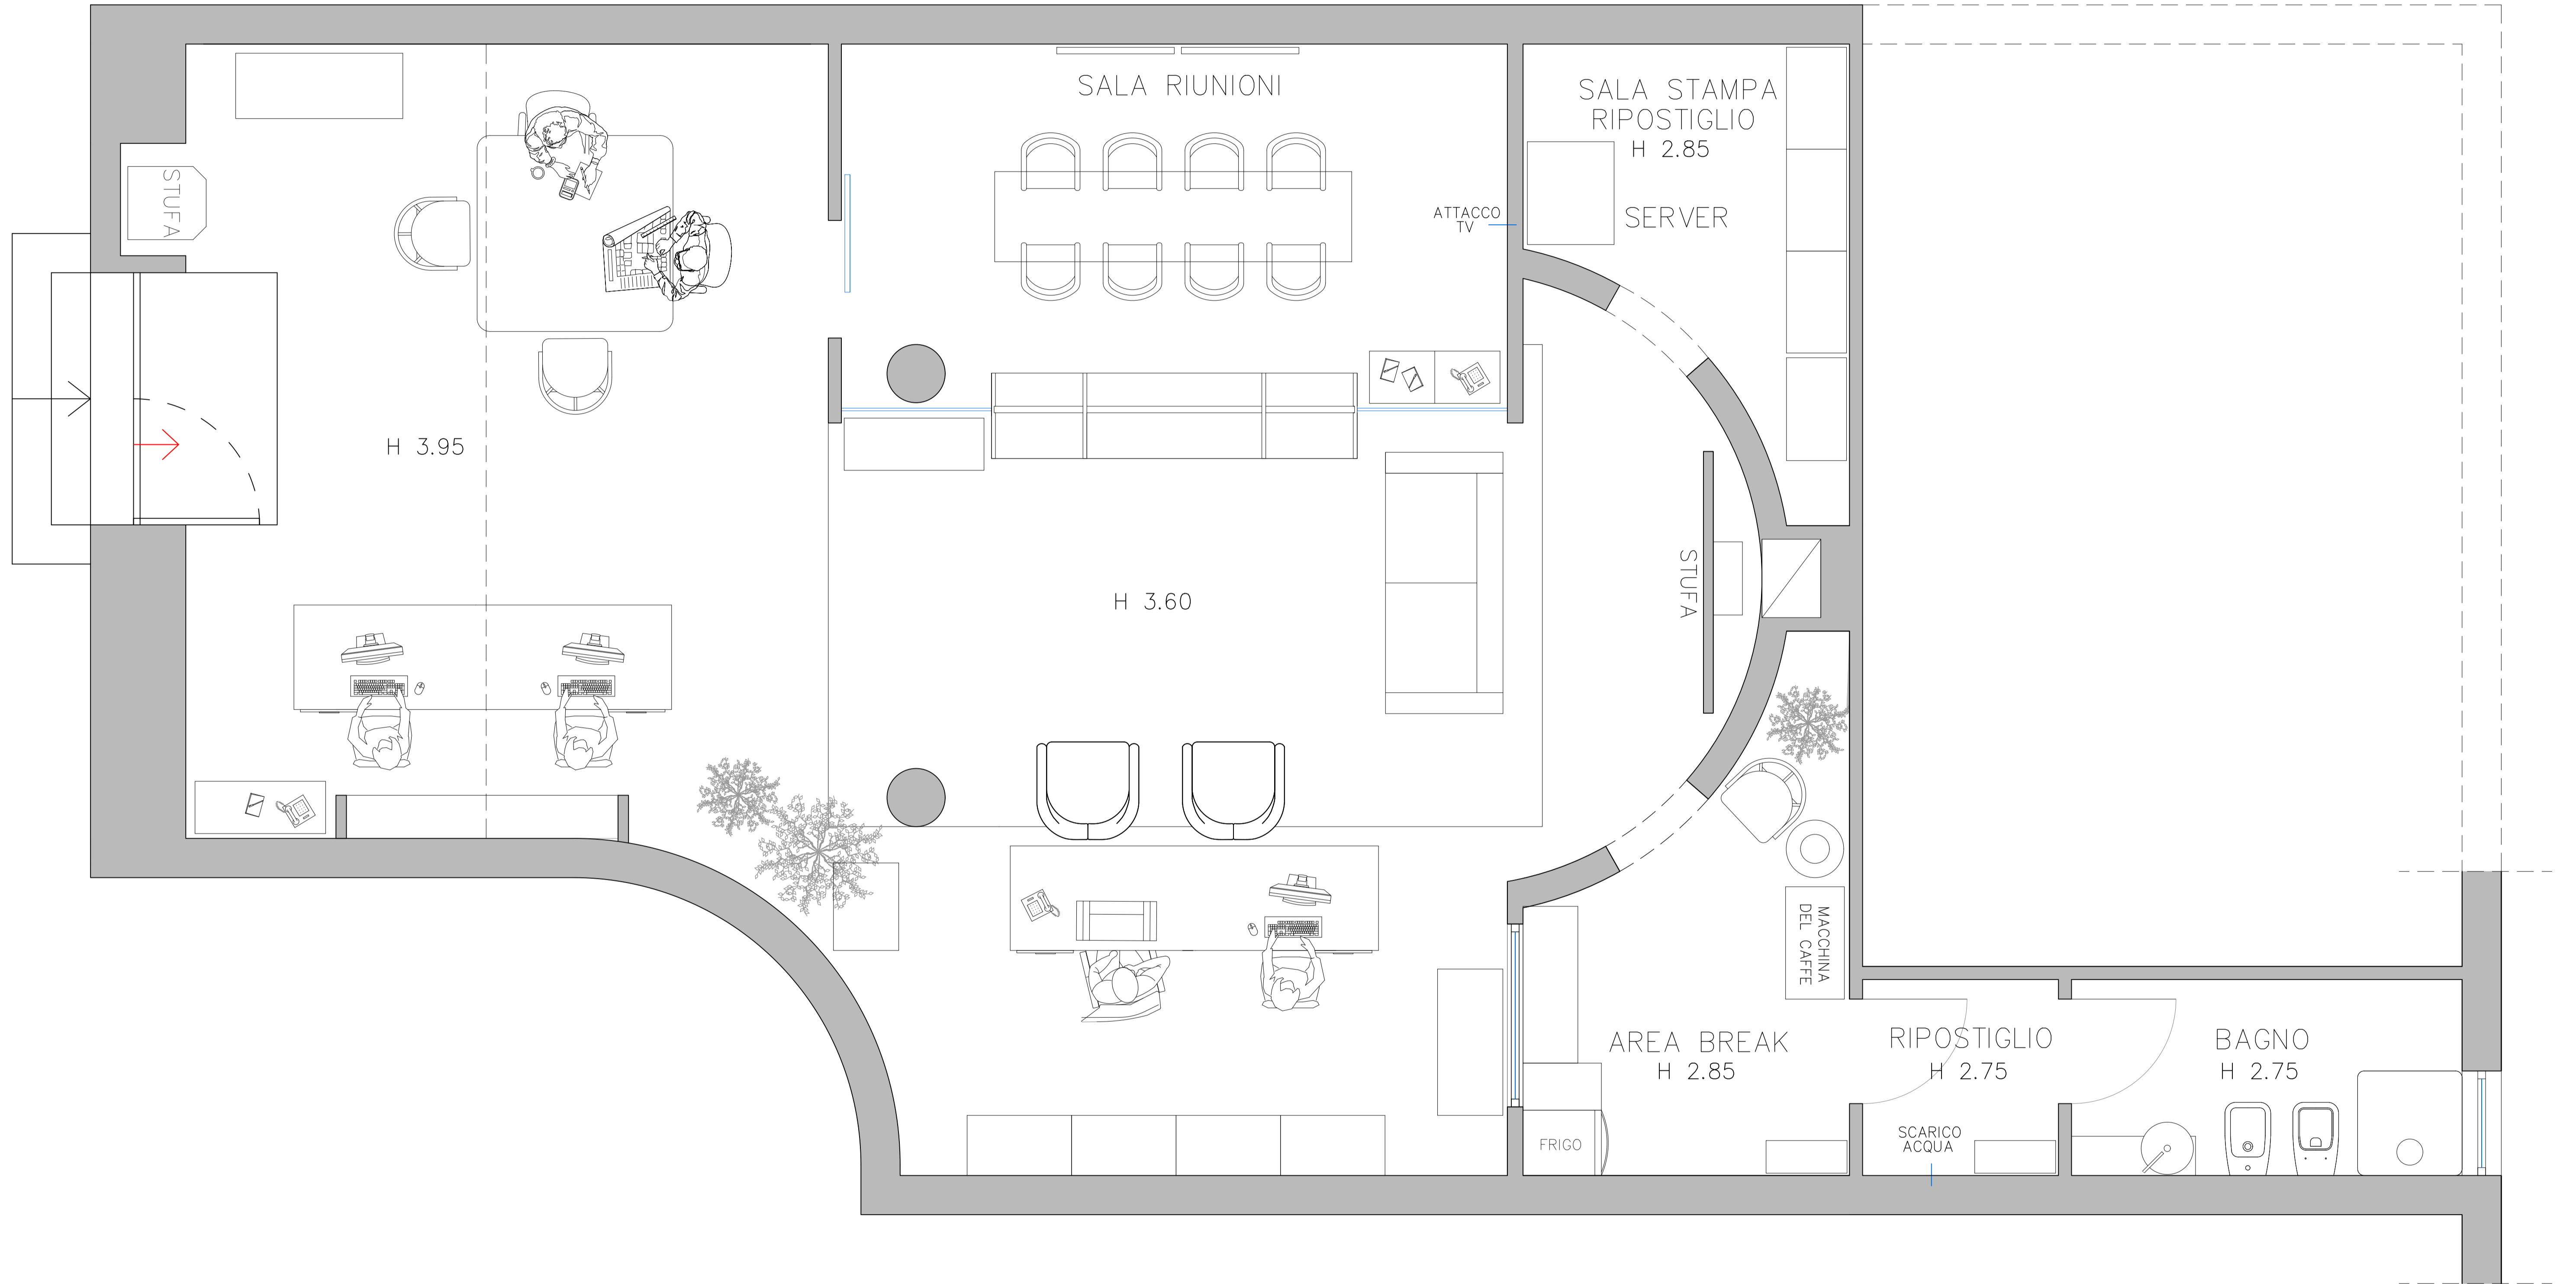 SALA RIUNIONI
SALA STAMPA
RIPOSTIGLIO
H 2.85
STUFA
ATTACCO
TV
SERVER
H 3.95
H 3.60
STUFA
MACCHINA
DEL CAFFE
AREA BREAK
H 2.85
RIPOSTIGLIO
H 2.75
BAGNO
H 2.75
FRIGO
SCARICO
ACQUA